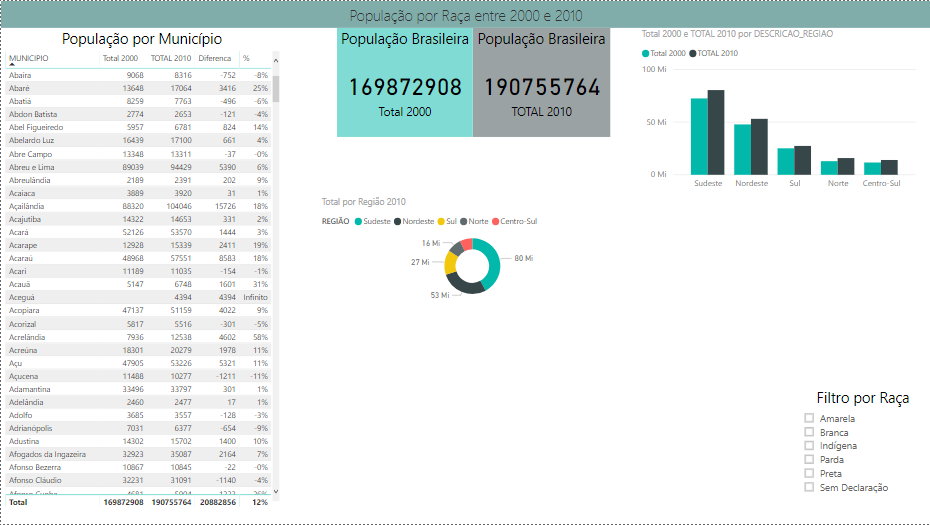 População por Raça entre 2000 e 2010
População por Município
MUNICIPIO Total 2000 TOTAL 2010 Diferenca %
Abaíra 9068 8316 -752 -8%
Abaré 13648 17064 3416 25%
Abatiá 8259 7763 -496 -6%
Abdon Batista 2774 2653 -121 -4%
Abel Figueiredo 5957 6781 824 14%
Abelardo Luz 16439 17100 661 4%
Abre Campo 13348 13311 -37 -0%
Abreu e Lima 89039 94429 5390 6%
Abreulândia 2189 2391 202 9%
Acaiaca 3889 3920 31 1%
Açailândia 88320 104046 15726 18%
Acajutiba 14322 14653 331 2%
Acará 52126 53570 1444 3%
Acarape 12928 15339 2411 19%
Acaraú 48968 57551 8583 18%
Acari 11189 11035 -154 -1%
Acauã 5147 6748 1601 31%
Aceguá 4394 4394 Infinito
Acopiara 47137 51159 4022 9%
Acorizal 5817 5516 -301 -5%
Acrelândia 7936 12538 4602 58%
Acreúna 18301 20279 1978 11%
Açu 47905 53226 5321 11%
Açucena 11488 10277 -1211 -11%
Adamantina 33496 33797 301 1%
Adelândia 2460 2477 17 1%
Adolfo 3685 3557 -128 -3%
Adrianópolis 7031 6377 -654 -9%
Adustina 14302 15702 1400 10%
Afogados da Ingazeira 32923 35087 2164 7%
Afonso Bezerra 10867 10845 -22 -0%
Afonso Cláudio 32231 31091 -1140 -4%
Total 169872908 190755764 20882856 12%
População Brasileira
169872908
Total 2000
População Brasileira
190755764
TOTAL 2010
Total 2000 e TOTAL 2010 por DESCRICAO_REGIAO
Total 2000 TOTAL 2010
100 Mi
50 Mi
0 Mi
Sudeste Nordeste Sul Norte Centro-Sul
Total por Região 2010
REGIÃO Sudeste Nordeste Sul Norte Centro-Sul
16 Mi
80 Mi
27 Mi
53 Mi
Filtro por Raça
Amarela
Branca
Indígena
Parda
Preta
Sem Declaração